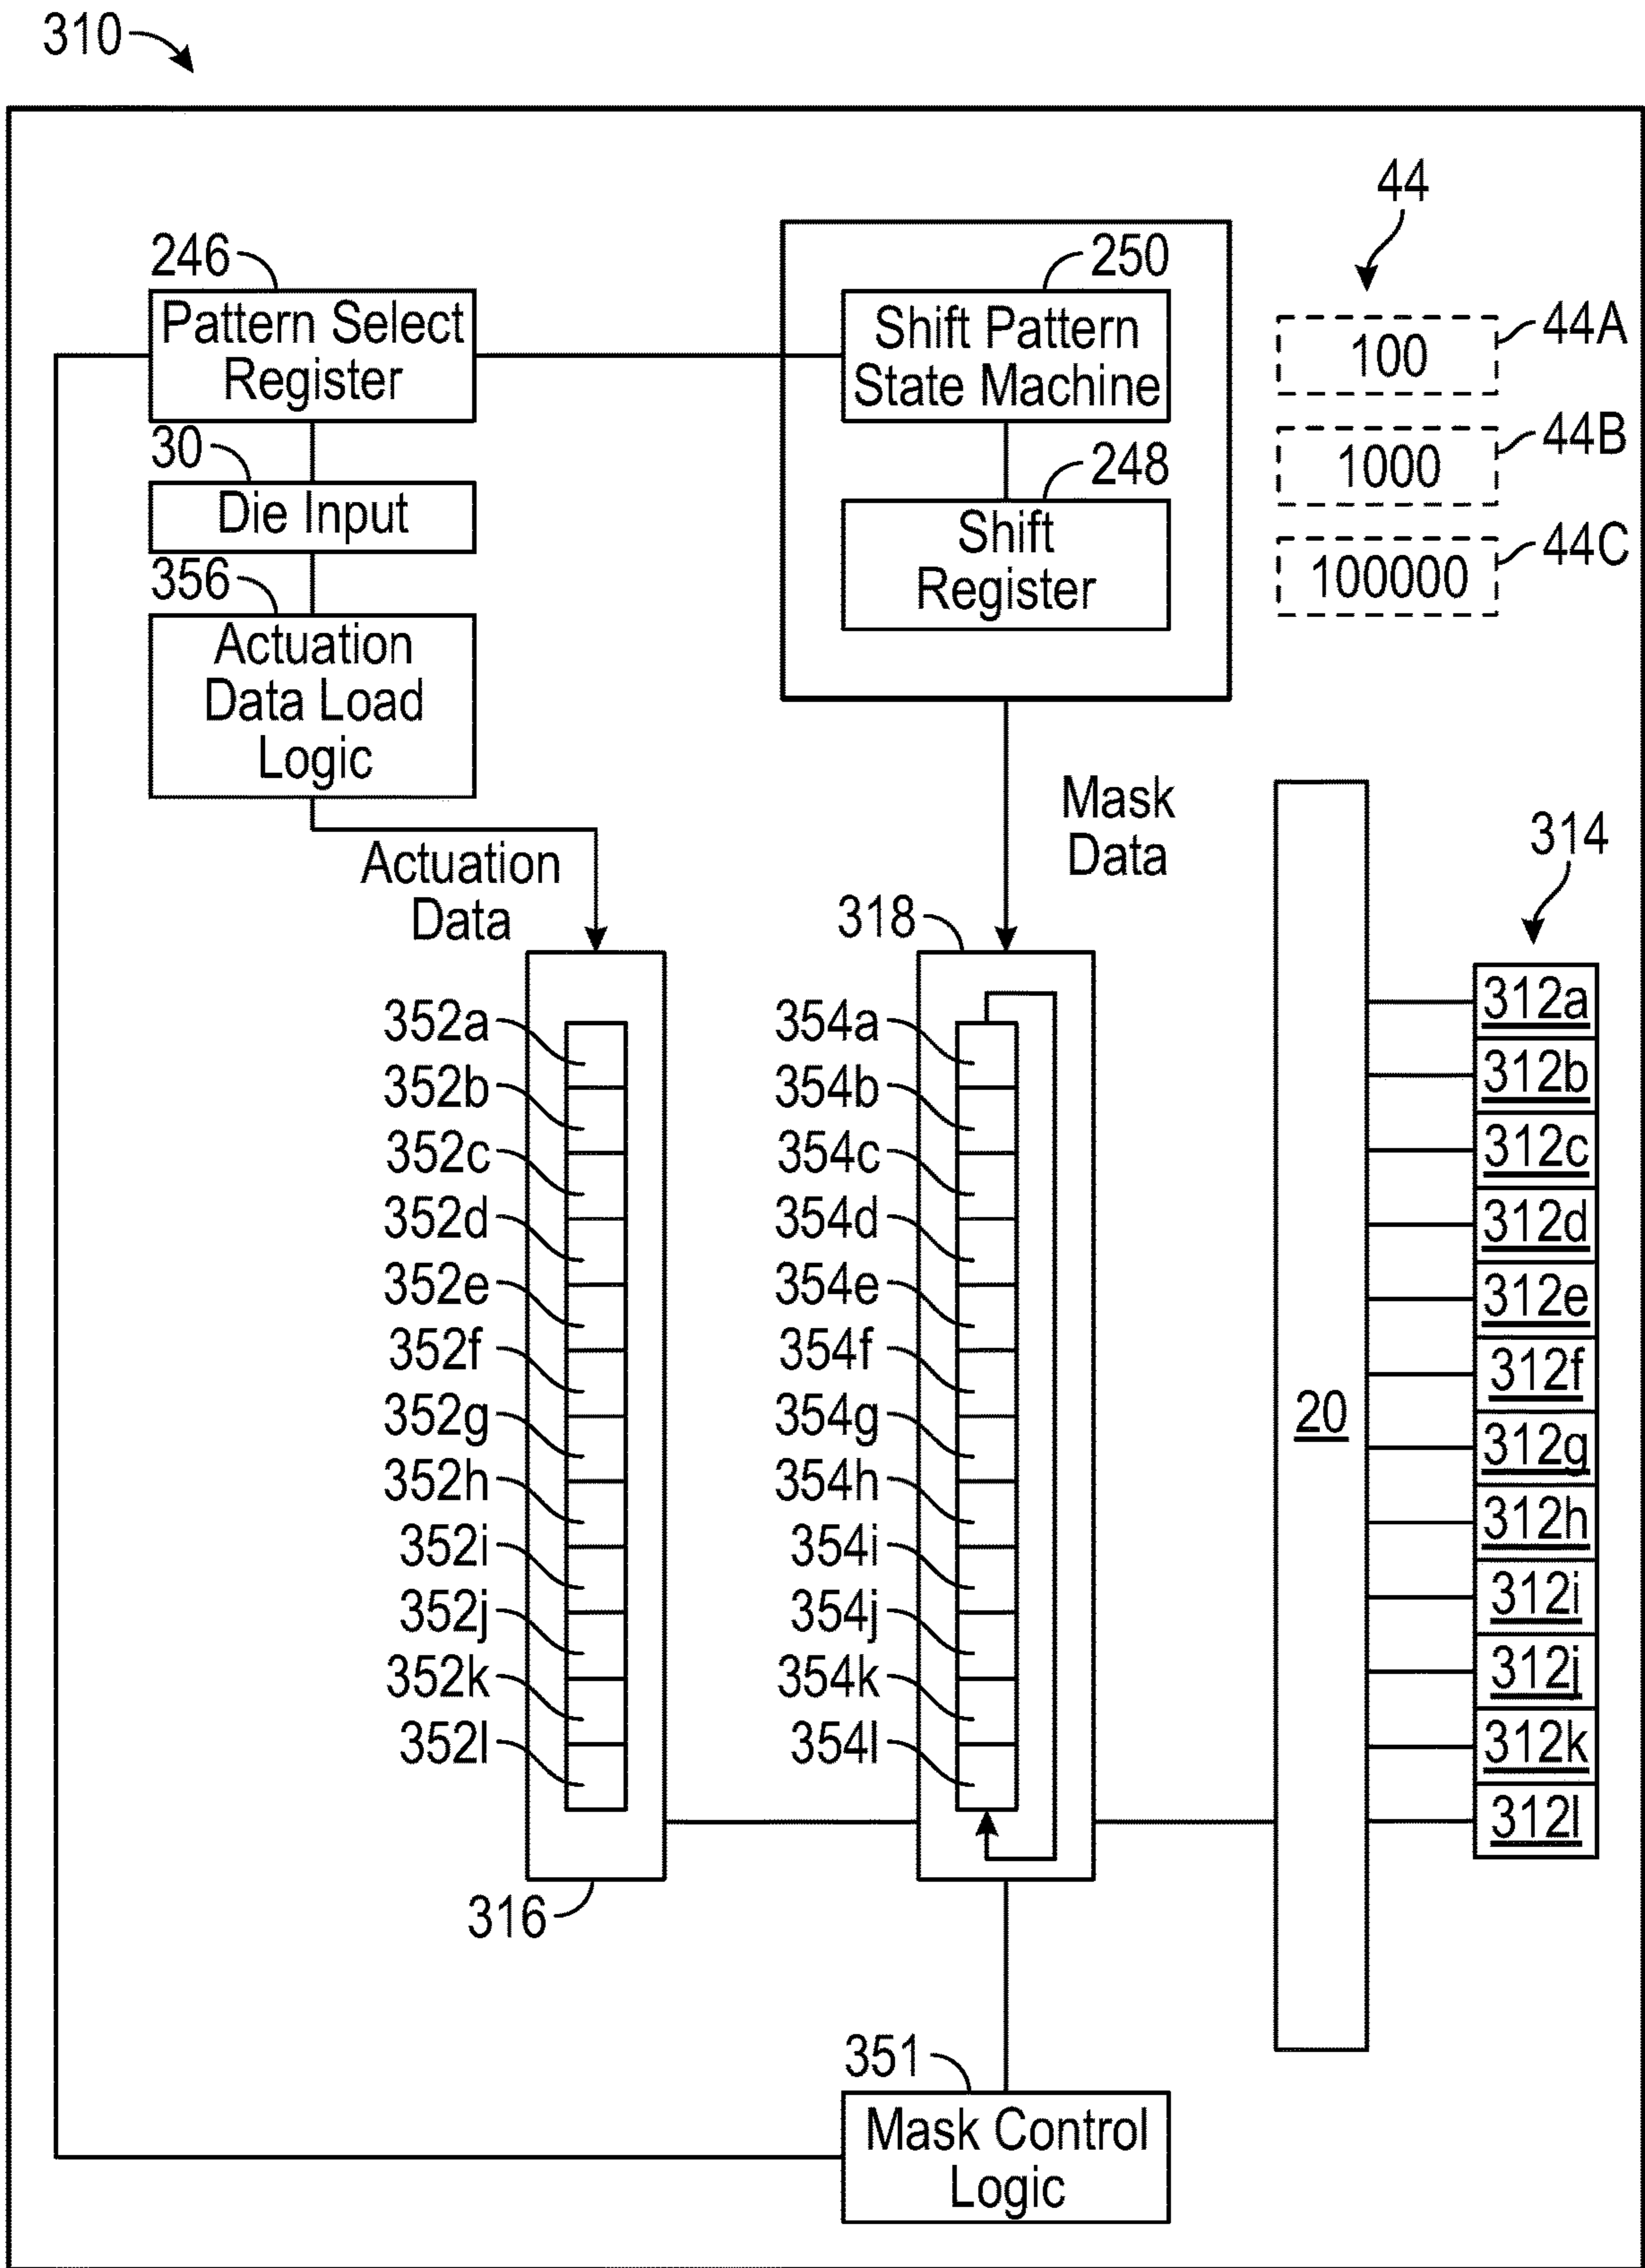 310
44
246
250
Pattern Select
Register
Shift Pattern
State Machine
100
44A
30
Die Input
248
Shift
Register
1000
44B
100000
44C
356
Actuation
Data Load
Logic
Mask
Data
Actuation
Data
314
318
352a
352b
352c
352d
352e
352f
352g
352h
352i
352j
352k
352l
316
354a
354b
354c
354d
354e
354f
354g
354h
354i
354j
354k
354l
20
312a
312b
312c
312d
312e
312f
312g
312h
312i
312j
312k
312l
351
Mask Control
Logic